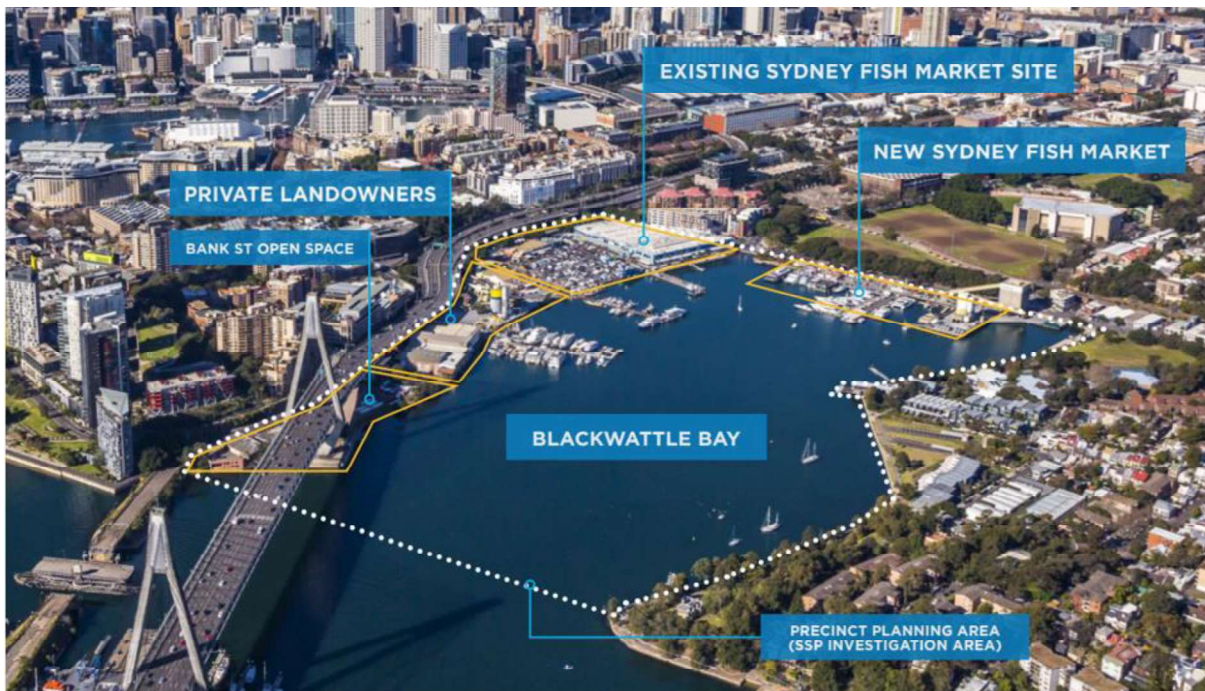 EXISTING SYDNEY FISH MARKET SITE
NEW SYDNEY FISH MARKET
PRIVATE LANDOWNERS
BANK ST OPEN SPACE
BLACKWATTLE BAY
PRECINCT PLANNING AREA
(SSP INVESTIGATION AREA)